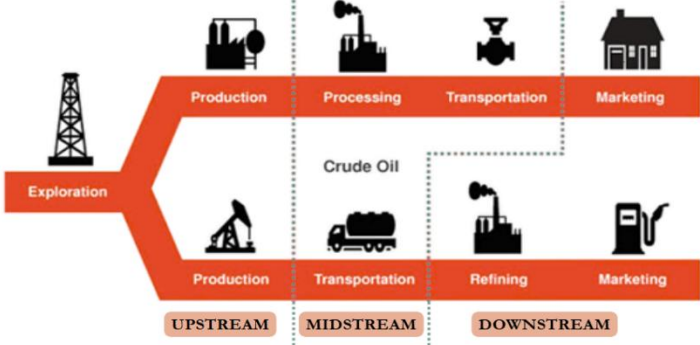 Production Processing Transportation Marketing
Crude Oil
Exploration
Production Transportation Refining Marketing
UPSTREAM MIDSTREAM DOWNSTREAM